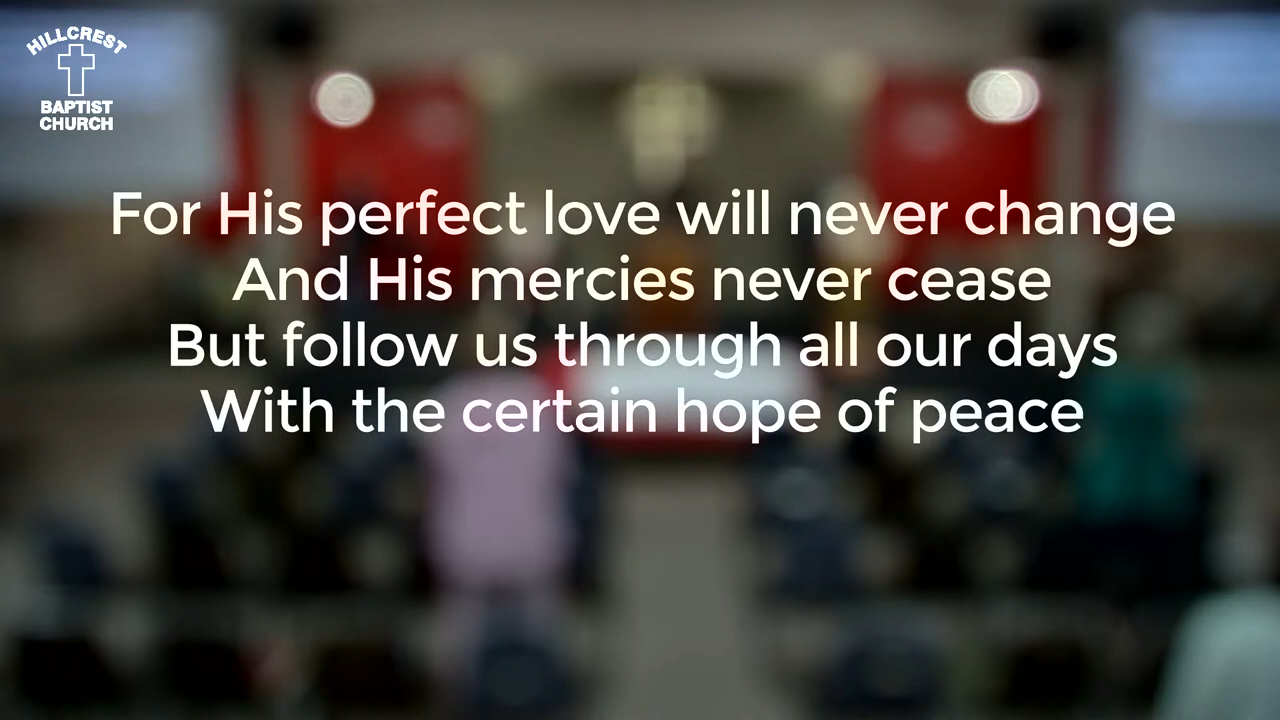 HILLCREST
BAPTIST
CHURCH
For His perfect love will never change
And His mercies never cease
But follow us through all our days
With the certain hope of peace